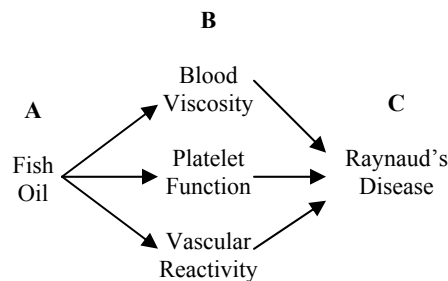 B
Blood
Viscosity
A
C
Fish
Oil
Platelet
Function
Raynaud's
Disease
Vascular
Reactivity